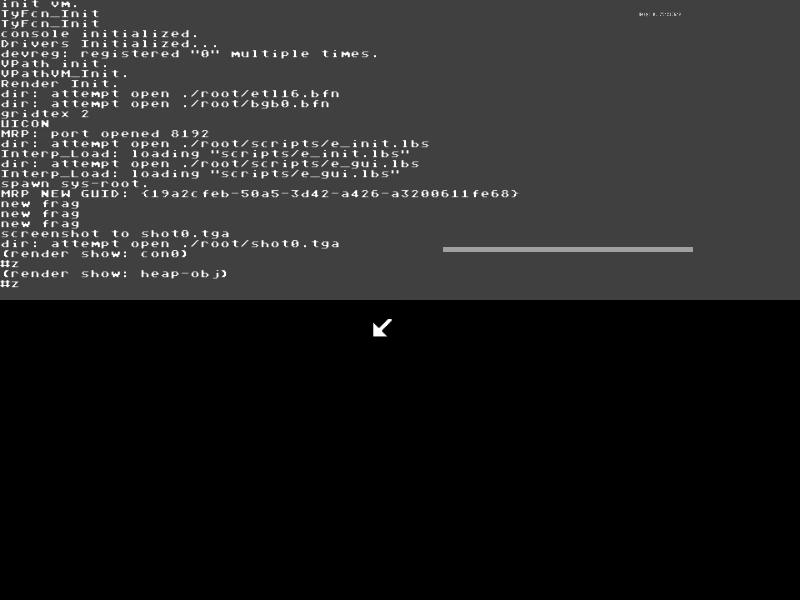 init vm.
TyFcn_Init
TyFcn_Init
console initialized.
Drivers Initialized...
devreg: registered "0" multiple times.
VPath init.
VPathVM_Init.
Render Init.
dir: attempt open ./root/etl16.bfn
dir: attempt open ./root/bgb0.bfn
gridtex 2
UICON
MRP: port opened 8192
dir: attempt open ./root/scripts/e_init.lbs
Interp_Load: loading "scripts/e_init.lbs"
dir: attempt open ./root/scripts/e_gui.lbs
Interp_Load: loading "scripts/e_gui.lbs"
spawn sys-root.
MRP NEW GUID: {19a2cfeb-50a5-3d42-a426-a3200611fe68}
new frag
new frag
new frag
screenshot to shot0.tga
dir: attempt open ./root/shot0.tga
(render show: con0)
#z
(render show: heap-obj)
#z